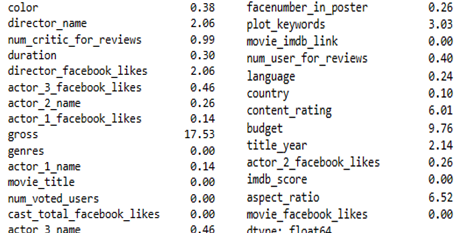 color 0.38
director_name 2.06
num_critic_for_reviews 0.99
duration 0.30
director_facebook_likes 2.06
actor_3_facebook_likes 0.46
actor_2_name 0.26
actor_1_facebook_likes 0.14
gross 17.53
genres 0.00
actor_1_name 0.14
movie_title 0.00
num_voted_users 0.00
cast_total_facebook_likes 0.00
actor_3_name 0.46
facenumber_in_poster 0.26
plot_keywords 3.03
movie_imdb_link 0.00
num_user_for_reviews 0.40
language 0.24
country 0.10
content_rating 6.01
budget 9.76
title_year 2.14
actor_2_facebook_likes 0.26
imdb_score 0.00
aspect_ratio 6.52
movie_facebook_likes 0.00
dtype: float64